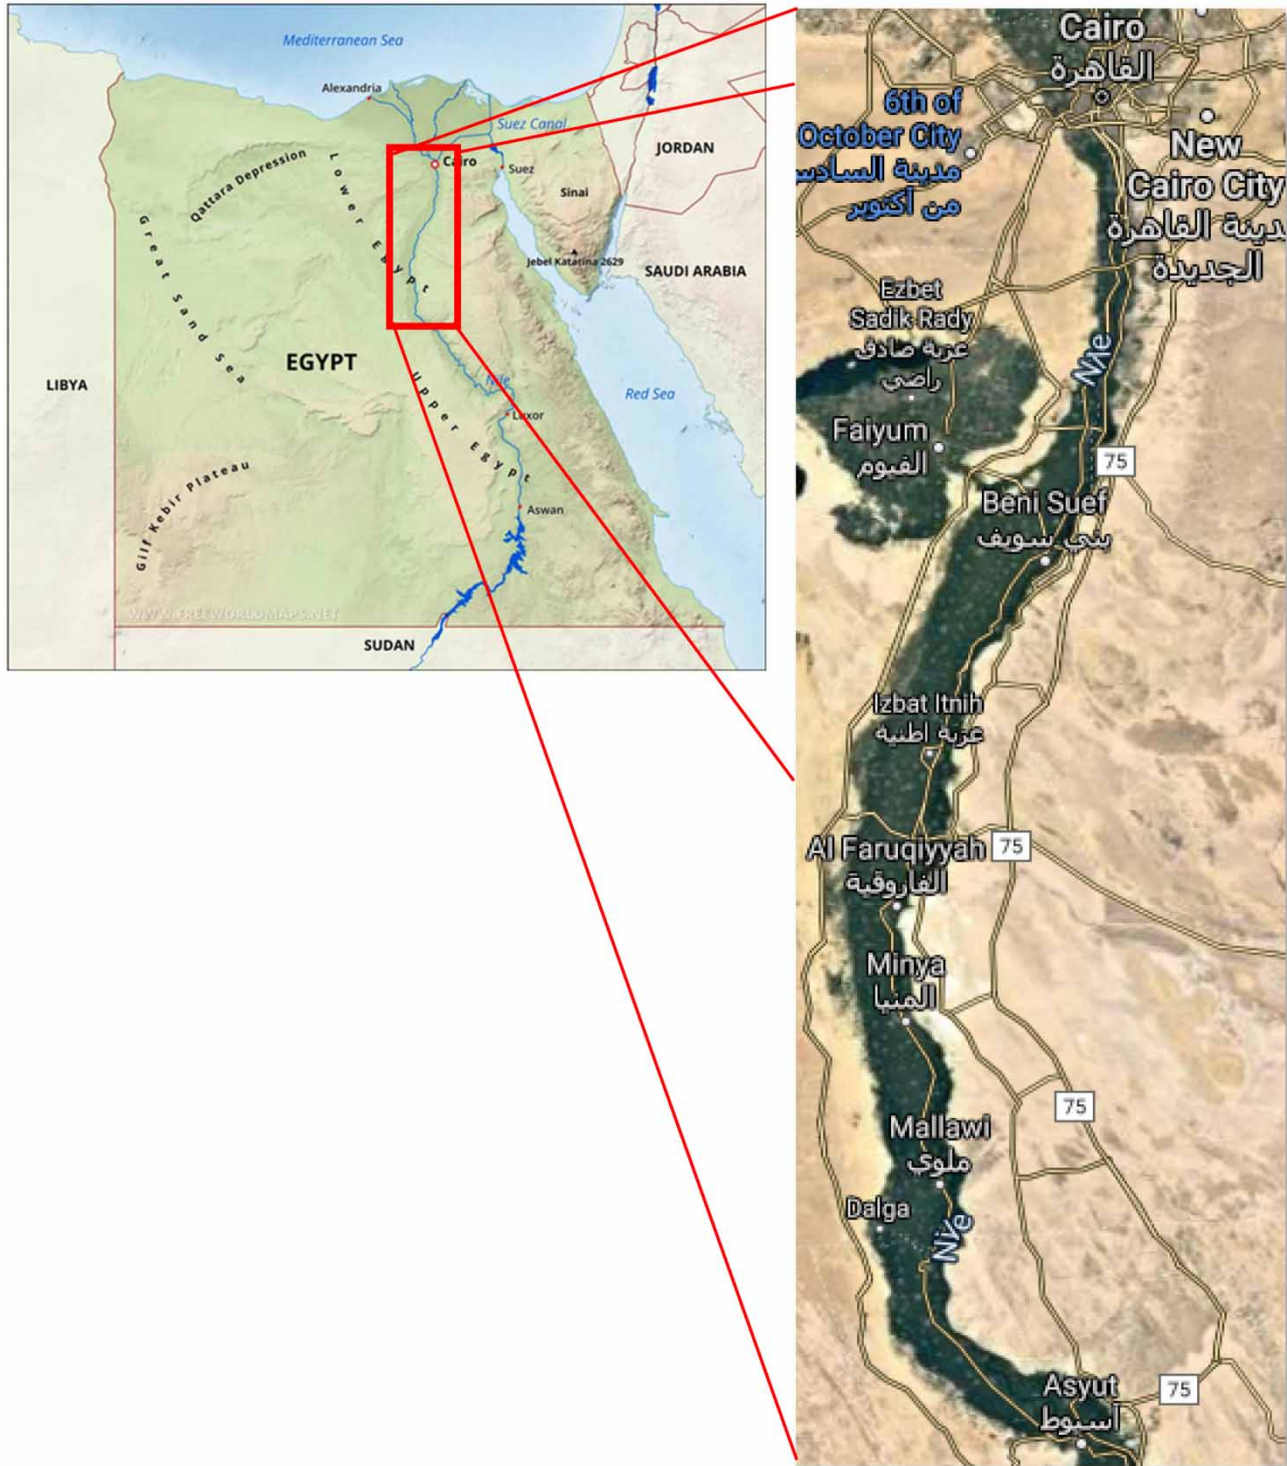 Mediterranean Sea
Alexandria
Suez Canal
JORDAN
Cairo
Suez
Qattara Depression
Lower Egypt
Sinai
Jebel Katarina 2629
SAUDI ARABIA
Great Sand Sea
EGYPT
LIBYA
Nile
Red Sea
Upper Egypt
Luxor
Gilf Kebir Plateau
Aswan
WWW.FREEWORLDMAPS.NET
SUDAN
Cairo
القاهرة
6th of
October City
مدينة السادس
من أكتوبر
New
Cairo City
دينة القاهرة
الجديدة
Ezbet
Sadik Rady
عزبة صادق
راضي
Nile
Faiyum
الفيوم
75
Beni Suef
بني سويف
Izbat Itnih
عزبة اطنية
Al Faruqiyyah
الفاروقية
75
Minya
المنيا
75
Mallawi
ملوي
Dalga
Nile
Asyut
أسيوط
75